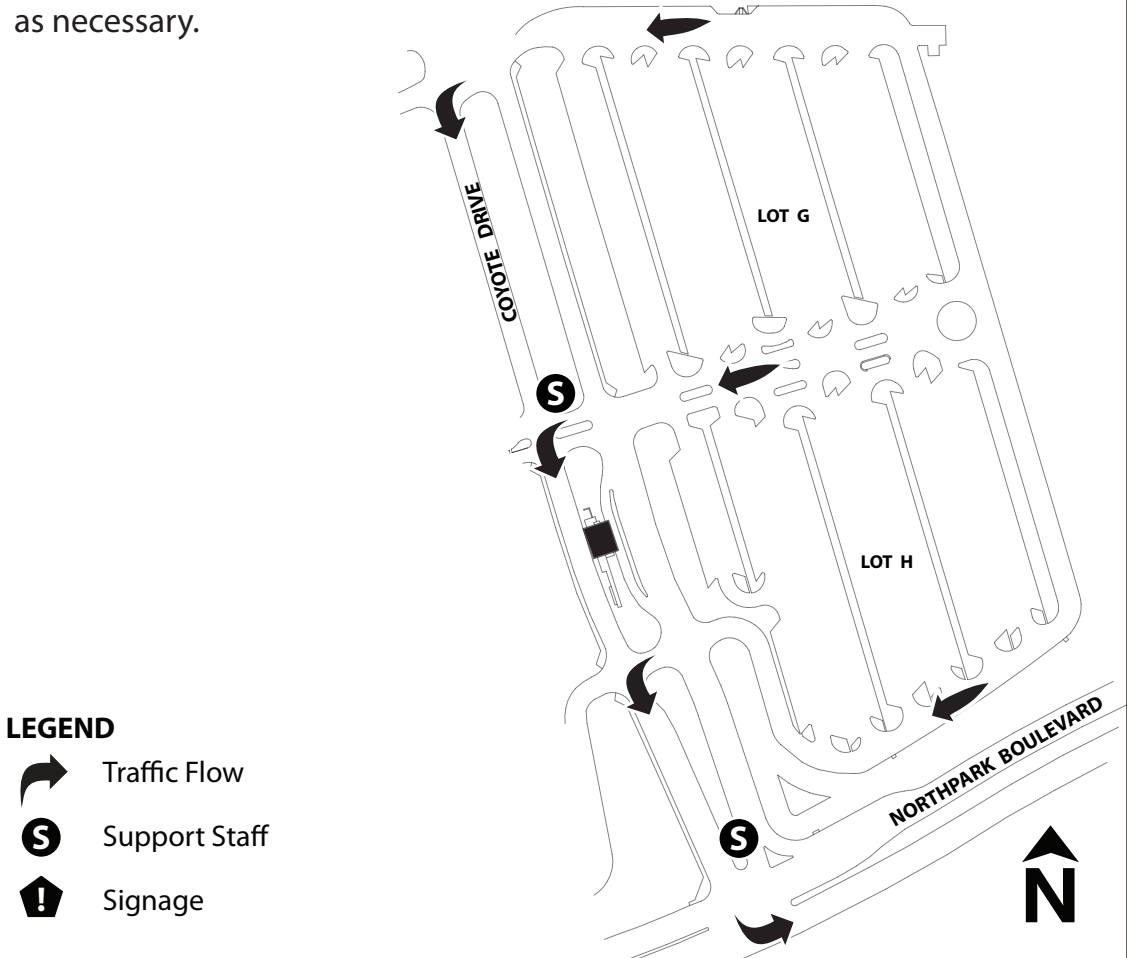 as necessary.
LOT G
COYOTE DRIVE
S
LOT H
NORTHPARK BOULEVARD
S
N
LEGEND
Traffic Flow
S Support Staff
! Signage